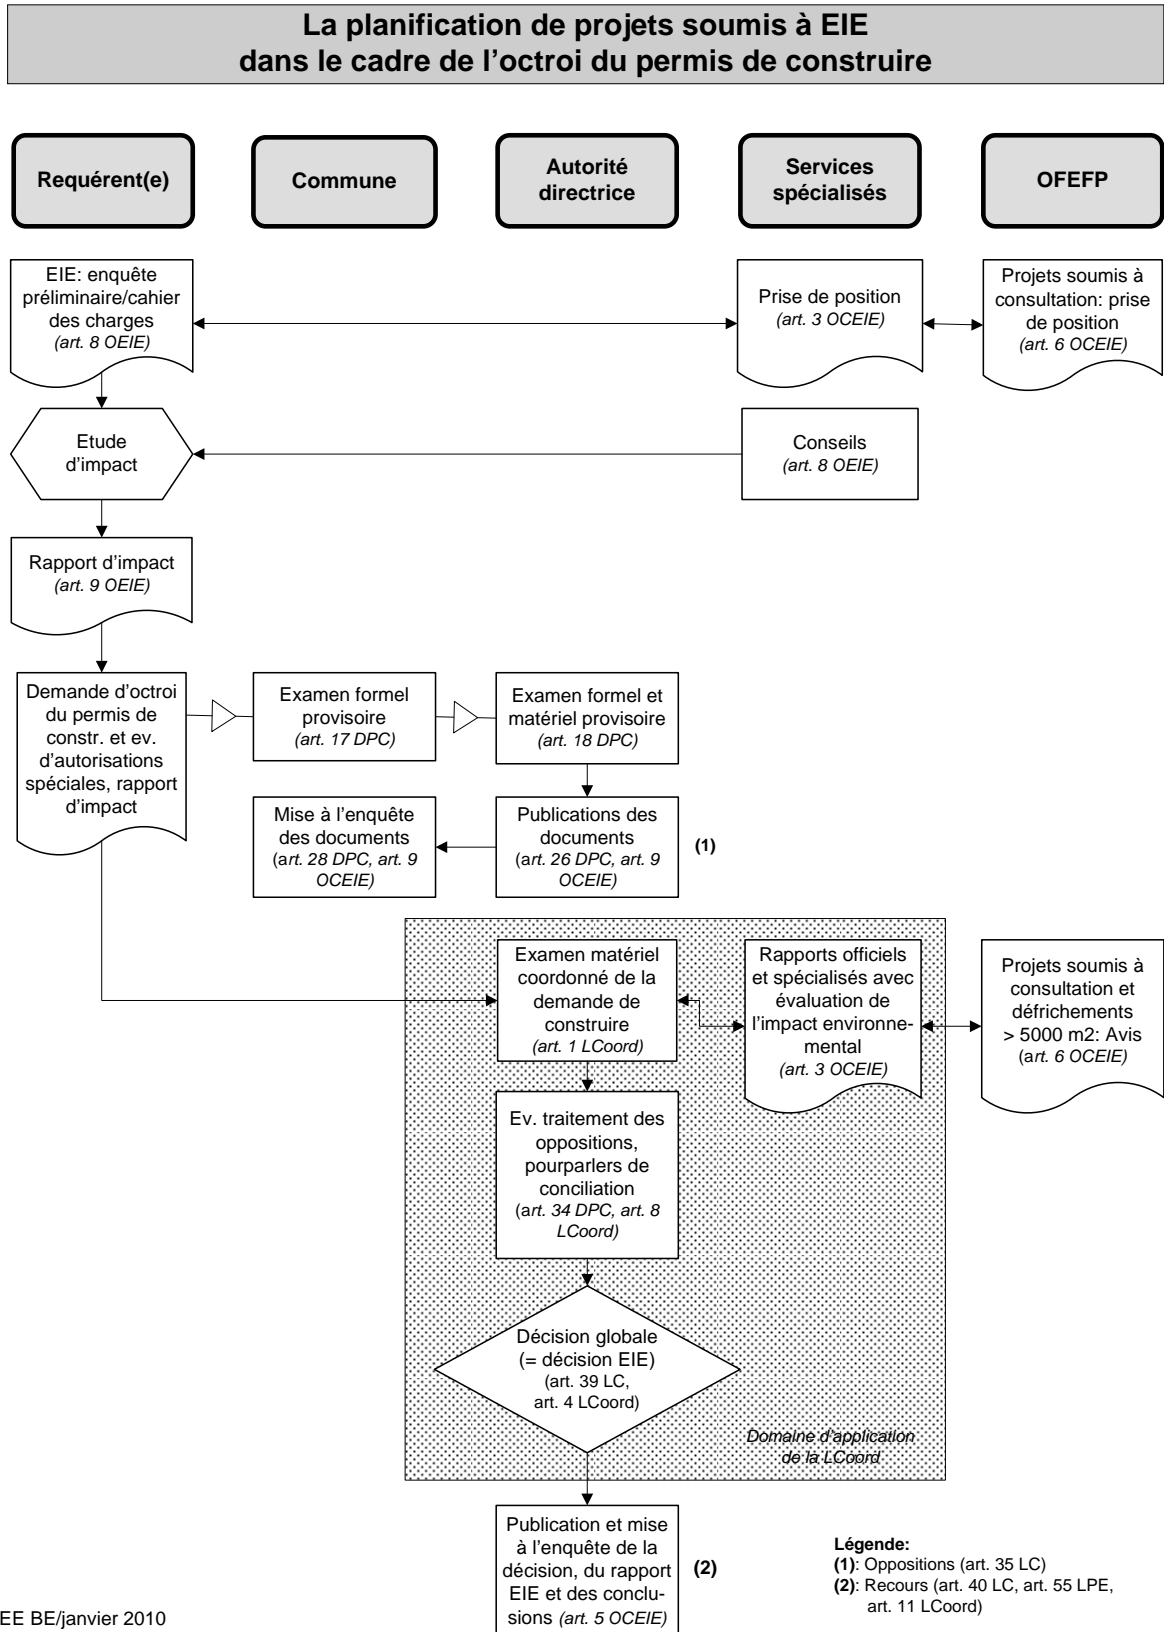 La planification de projets soumis à EIE
dans le cadre de l'octroi du permis de construire
Requérent(e)
Commune
Autorité
directrice
Services
spécialisés
OFEFP
EIE: enquête
préliminaire/cahier
des charges
(art. 8 OEIE)
Prise de position
(art. 3 OCEIE)
Projets soumis à
consultation: prise
de position
(art. 6 OCEIE)
Etude
d'impact
Conseils
(art. 8 OEIE)
Rapport d'impact
(art. 9 OEIE)
Demande d'octroi
du permis de
constr. et ev.
d'autorisations
spéciales, rapport
d'impact
Examen formel
provisoire
(art. 17 DPC)
Examen formel et
matériel provisoire
(art. 18 DPC)
Mise à l'enquête
des documents
(art. 28 DPC, art. 9
OCEIE)
Publications des
documents
(art. 26 DPC, art. 9
OCEIE)
(1)
Examen matériel
coordonné de la
demande de
construire
(art. 1 LCoord)
Rapports officiels
et spécialisés avec
évaluation de
l'impact environne-
mental
(art. 3 OCEIE)
Projets soumis à
consultation et
défrichements
> 5000 m2: Avis
(art. 6 OCEIE)
Ev. traitement des
oppositions,
pourparlers de
conciliation
(art. 34 DPC, art. 8
LCoord)
Décision globale
(= décision EIE)
(art. 39 LC,
art. 4 LCoord)
Domaine d'application
de la LCoord
Publication et mise
à l'enquête de la
décision, du rapport
EIE et des conclu-
sions (art. 5 OCEIE)
(2)
Légende:
(1): Oppositions (art. 35 LC)
(2): Recours (art. 40 LC, art. 55 LPE,
art. 11 LCoord)
EE BE/janvier 2010